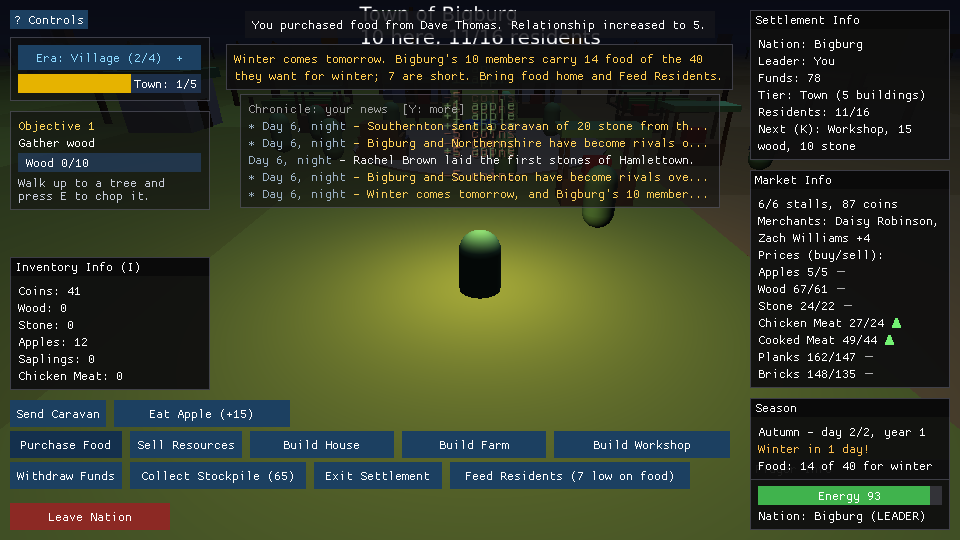 ? Controls
Era: Village (2/4) +
Town: 1/5
Objective 1
Gather wood
Wood 0/10
Walk up to a tree and
press E to chop it.
Town of Bigburg
10 here, 11/16 residents
You purchased food from Dave Thomas. Relationship increased to 5.
Winter comes tomorrow. Bigburg's 10 members carry 14 food of the 40
they want for winter; 7 are short. Bring food home and Feed Residents.
Chronicle: your news [Y: more]
* Day 6, night – Southernton sent a caravan of 20 stone from th...
* Day 6, night – Bigburg and Northernshire have become rivals o...
Day 6, night – Rachel Brown laid the first stones of Hamlettown.
* Day 6, night – Bigburg and Southernton have become rivals ove...
* Day 6, night – Winter comes tomorrow, and Bigburg's 10 member...
Settlement Info
Nation: Bigburg
Leader: You
Funds: 78
Tier: Town (5 buildings)
Residents: 11/16
Next (K): Workshop, 15
wood, 10 stone
Market Info
6/6 stalls, 87 coins
Merchants: Daisy Robinson,
Zach Williams +4
Prices (buy/sell):
Apples 5/5 —
Wood 67/61 —
Stone 24/22 —
Chicken Meat 27/24
Cooked Meat 49/44
Planks 162/147 —
Bricks 148/135 —
Inventory Info (I)
Coins: 41
Wood: 0
Stone: 0
Apples: 12
Saplings: 0
Chicken Meat: 0
Send Caravan
Eat Apple (+15)
Purchase Food
Sell Resources
Build House
Build Farm
Build Workshop
Withdraw Funds
Collect Stockpile (65)
Exit Settlement
Feed Residents (7 low on food)
Leave Nation
Season
Autumn – day 2/2, year 1
Winter in 1 day!
Food: 14 of 40 for winter
Energy 93
Nation: Bigburg (LEADER)